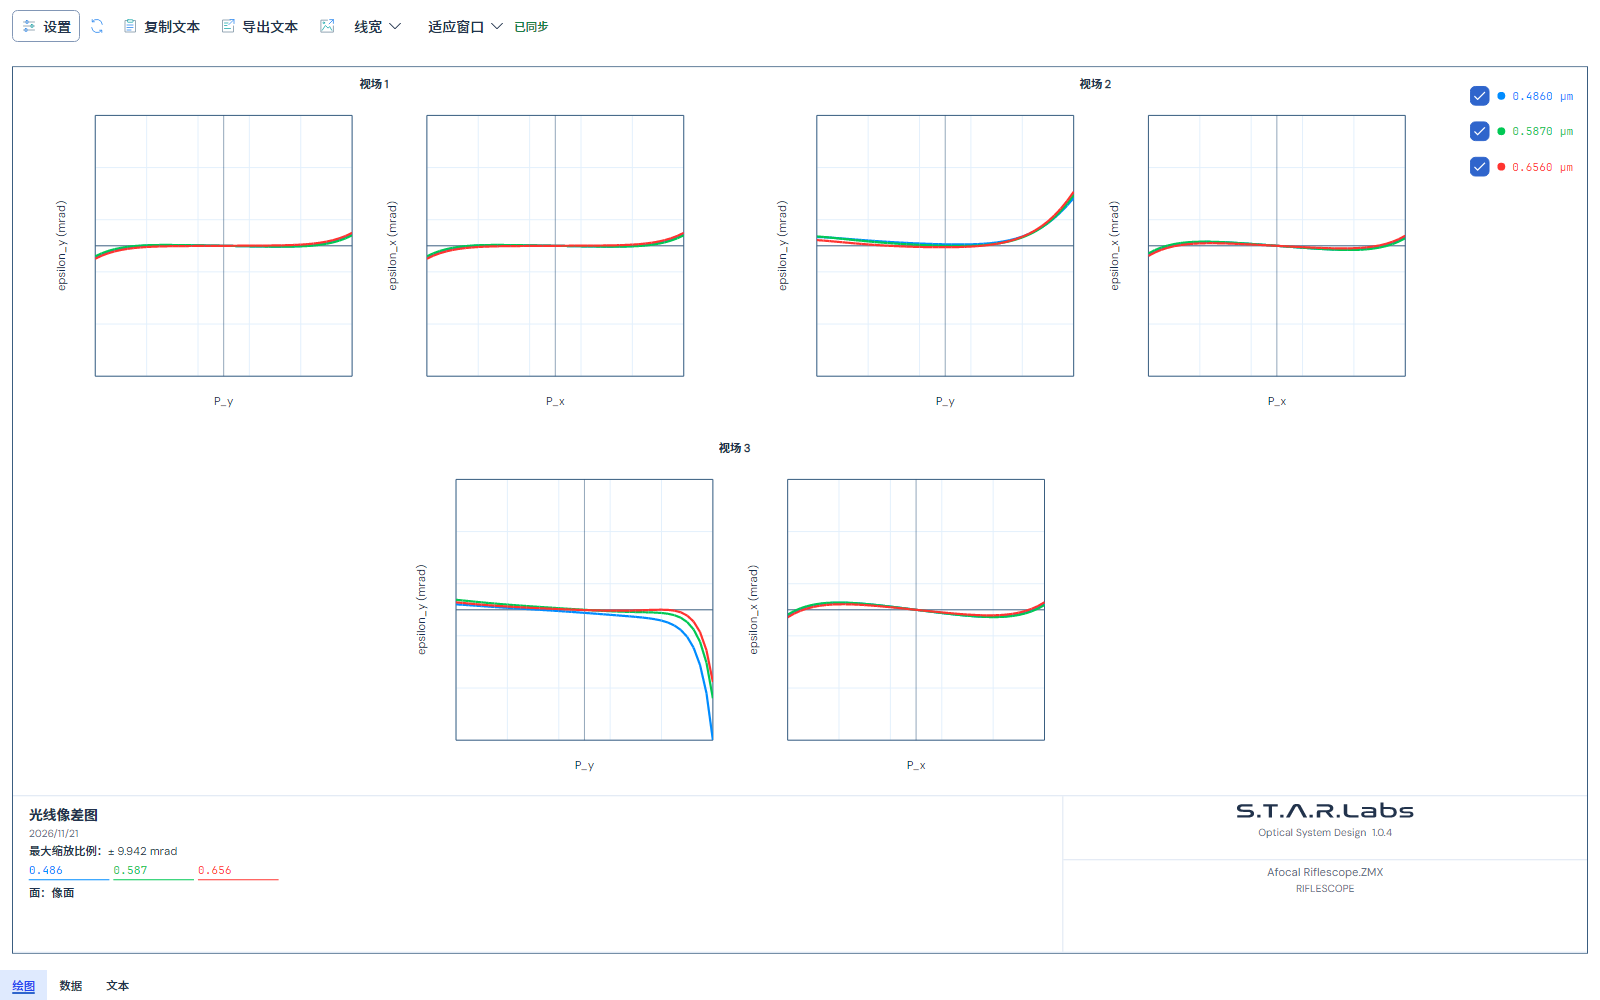 设置 复制文本 导出文本 线宽 适应窗口 已同步
视场 1
视场 2
0.4860 μm
0.5870 μm
0.6560 μm
epsilon_y (mrad)
epsilon_x (mrad)
epsilon_y (mrad)
epsilon_x (mrad)
P_y
P_x
P_y
P_x
视场 3
epsilon_y (mrad)
epsilon_x (mrad)
P_y
P_x
光线像差图
2026/11/21
最大缩放比例: ± 9.942 mrad
0.486 0.587 0.656
面: 像面
S.T.A.R.Labs
Optical System Design 1.0.4
Afocal Riflescope.ZMX
RIFLESCOPE
绘图 数据 文本